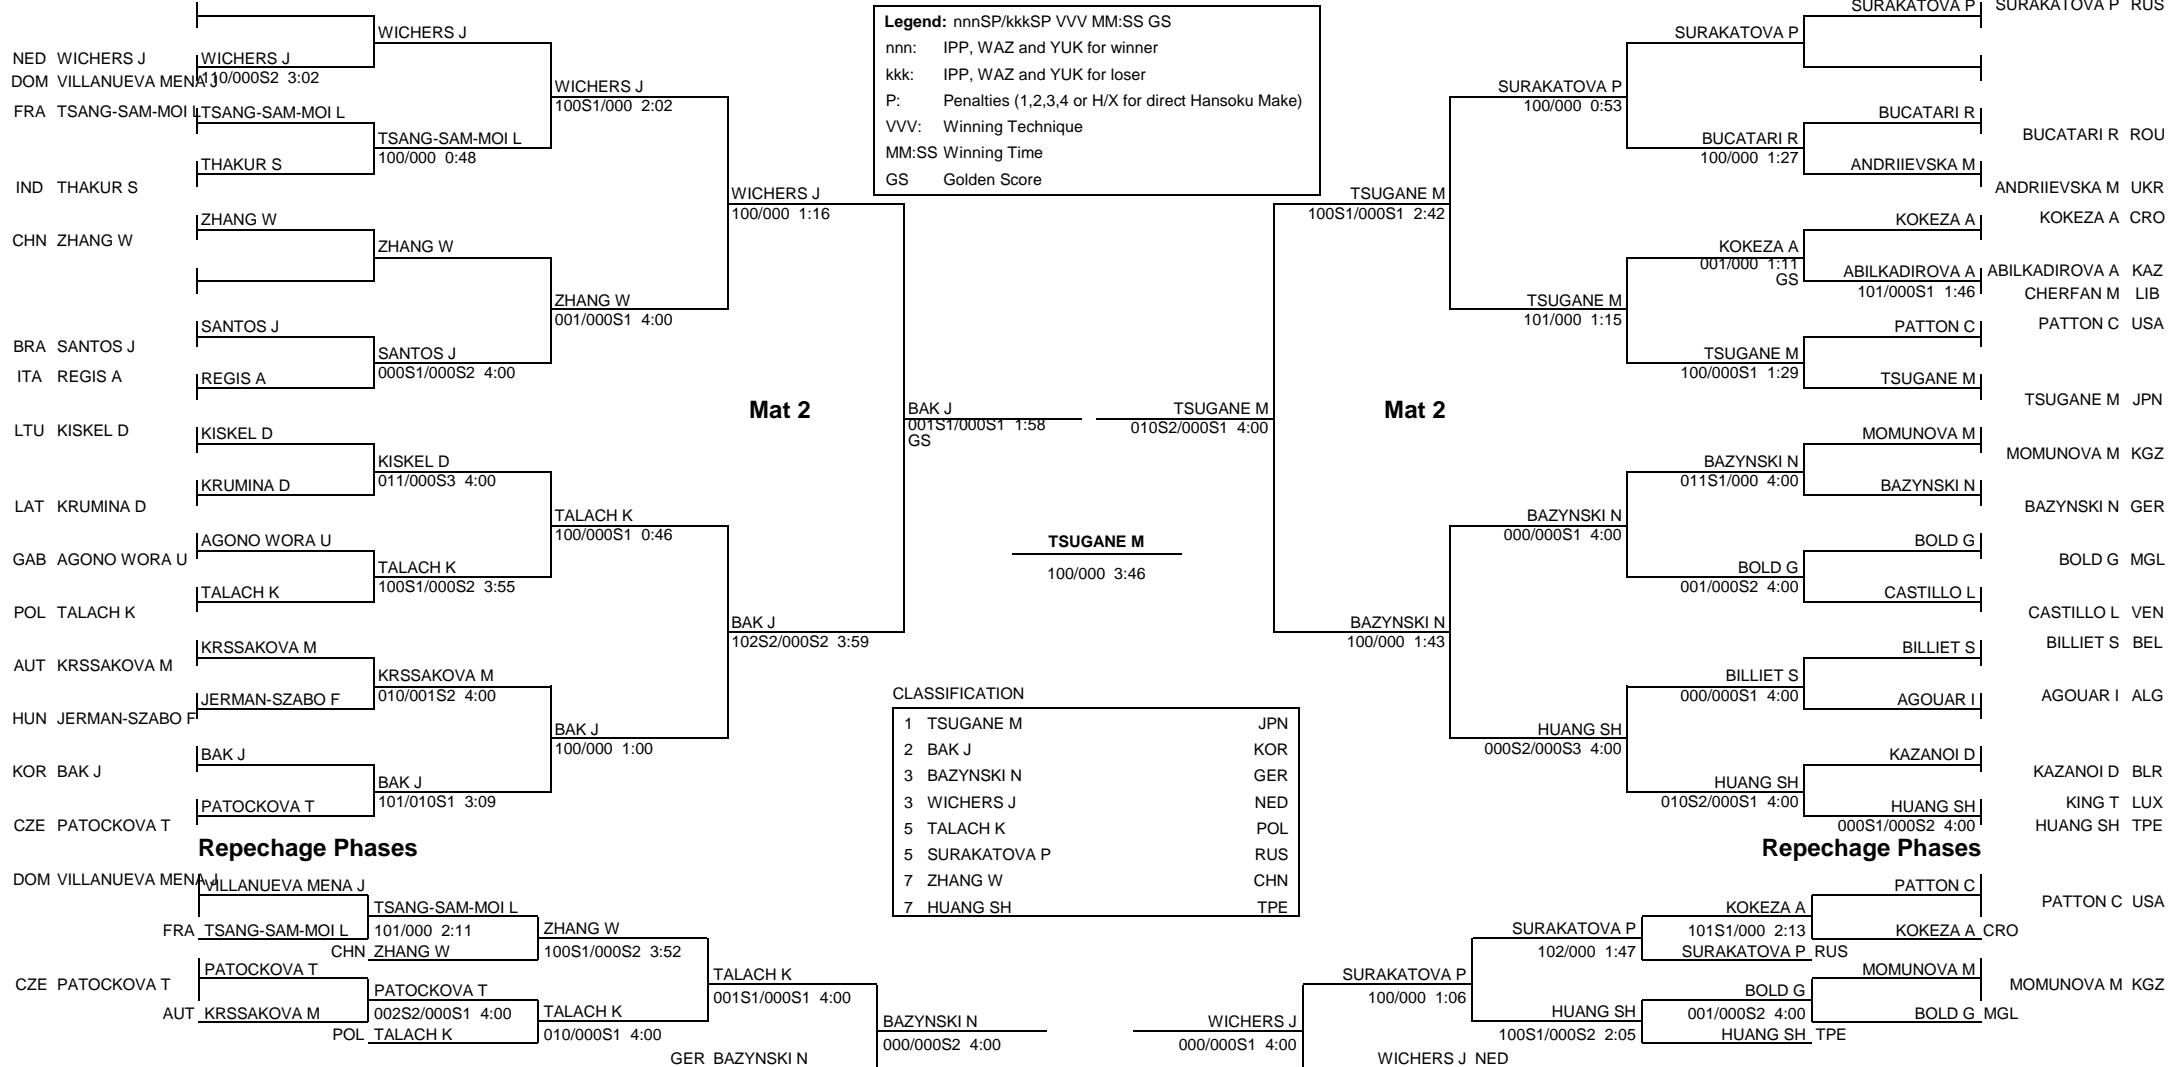 Legend: nnnSP/kkkSP VVV MM:SS GS
nnn: IPP, WAZ and YUK for winner
kkk: IPP, WAZ and YUK for loser
P: Penalties (1,2,3,4 or H/X for direct Hansoku Make)
VVV: Winning Technique
MM:SS Winning Time
GS Golden Score
NED WICHERS J
DOM VILLANUEVA MENA J
FRA TSANG-SAM-MOI L
IND THAKUR S
CHN ZHANG W
BRA SANTOS J
ITA REGIS A
LTU KISKEL D
LAT KRUMINA D
GAB AGONO WORA U
POL TALACH K
AUT KRSSAKOVA M
HUN JERMAN-SZABO F
KOR BAK J
CZE PATOCKOVA T
WICHERS J
110/000S2 3:02
TSANG-SAM-MOI L
THAKUR S
ZHANG W
SANTOS J
REGIS A
KISKEL D
KRUMINA D
AGONO WORA U
TALACH K
KRSSAKOVA M
JERMAN-SZABO F
BAK J
PATOCKOVA T
WICHERS J
TSANG-SAM-MOI L
100/000 0:48
ZHANG W
SANTOS J
000S1/000S2 4:00
KISKEL D
011/000S3 4:00
TALACH K
100S1/000S2 3:55
KRSSAKOVA M
010/001S2 4:00
BAK J
101/010S1 3:09
WICHERS J
100S1/000 2:02
ZHANG W
001/000S1 4:00
TALACH K
100/000S1 0:46
BAK J
100/000 1:00
WICHERS J
100/000 1:16
BAK J
102S2/000S2 3:59
Mat 2
BAK J
001S1/000S1 1:58
GS
TSUGANE M
010S2/000S1 4:00
TSUGANE M
100/000 3:46
Mat 2
TSUGANE M
100S1/000S1 2:42
BAZYNSKI N
100/000 1:43
SURAKATOVA P
100/000 0:53
TSUGANE M
101/000 1:15
BAZYNSKI N
000/000S1 4:00
HUANG SH
000S2/000S3 4:00
SURAKATOVA P
BUCATARI R
100/000 1:27
KOKEZA A
001/000 1:11
GS
TSUGANE M
100/000S1 1:29
BAZYNSKI N
011S1/000 4:00
BOLD G
001/000S2 4:00
BILLIET S
000/000S1 4:00
HUANG SH
010S2/000S1 4:00
SURAKATOVA P
BUCATARI R
ANDRIIEVSKA M
KOKEZA A
ABILKADIROVA A
101/000S1 1:46
PATTON C
TSUGANE M
MOMUNOVA M
BAZYNSKI N
BOLD G
CASTILLO L
BILLIET S
AGOUAR I
KAZANOI D
HUANG SH
000S1/000S2 4:00
SURAKATOVA P RUS
BUCATARI R ROU
ANDRIIEVSKA M UKR
KOKEZA A CRO
ABILKADIROVA A KAZ
CHERFAN M LIB
PATTON C USA
TSUGANE M JPN
MOMUNOVA M KGZ
BAZYNSKI N GER
BOLD G MGL
CASTILLO L VEN
BILLIET S BEL
AGOUAR I ALG
KAZANOI D BLR
KING T LUX
HUANG SH TPE
CLASSIFICATION
1 TSUGANE M JPN
2 BAK J KOR
3 BAZYNSKI N GER
3 WICHERS J NED
5 TALACH K POL
5 SURAKATOVA P RUS
7 ZHANG W CHN
7 HUANG SH TPE
Repechage Phases
DOM VILLANUEVA MENA J
VILLANUEVA MENA J
FRA TSANG-SAM-MOI L
TSANG-SAM-MOI L
101/000 2:11
CHN ZHANG W
ZHANG W
100S1/000S2 3:52
CZE PATOCKOVA T
PATOCKOVA T
AUT KRSSAKOVA M
PATOCKOVA T
002S2/000S1 4:00
POL TALACH K
TALACH K
010/000S1 4:00
TALACH K
001S1/000S1 4:00
GER BAZYNSKI N
BAZYNSKI N
000/000S2 4:00
Repechage Phases
WICHERS J
000/000S1 4:00
WICHERS J NED
SURAKATOVA P
100/000 1:06
SURAKATOVA P
102/000 1:47
HUANG SH
100S1/000S2 2:05
KOKEZA A
101S1/000 2:13
SURAKATOVA P RUS
BOLD G
001/000S2 4:00
HUANG SH TPE
PATTON C
KOKEZA A CRO
MOMUNOVA M
BOLD G MGL
PATTON C USA
MOMUNOVA M KGZ